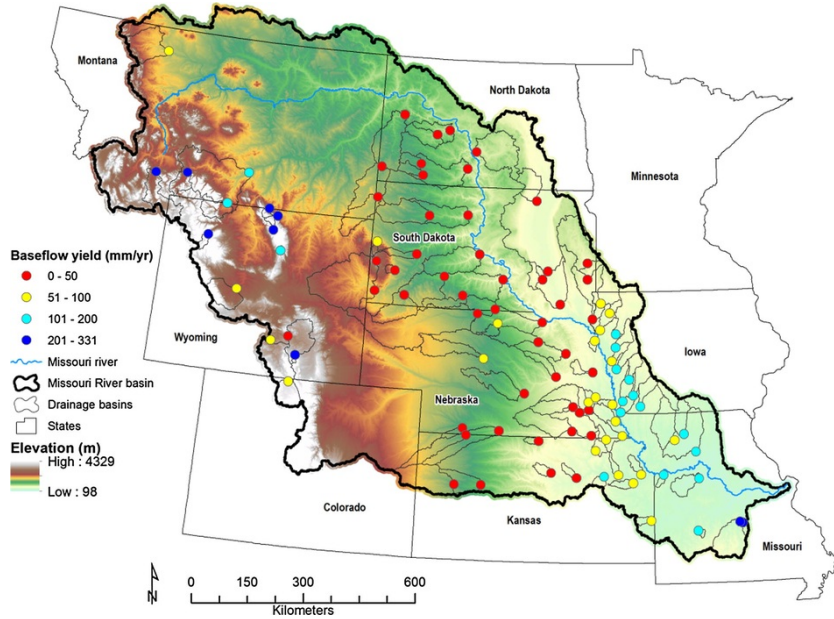 Montana
North Dakota
Minnesota
South Dakota
Wyoming
Iowa
Nebraska
Colorado
Kansas
Missouri
Baseflow yield (mm/yr)
0 - 50
51 - 100
101 - 200
201 - 331
Missouri river
Missouri River basin
Drainage basins
States
Elevation (m)
High : 4329
Low : 98
N
0 150 300 450 600
Kilometers